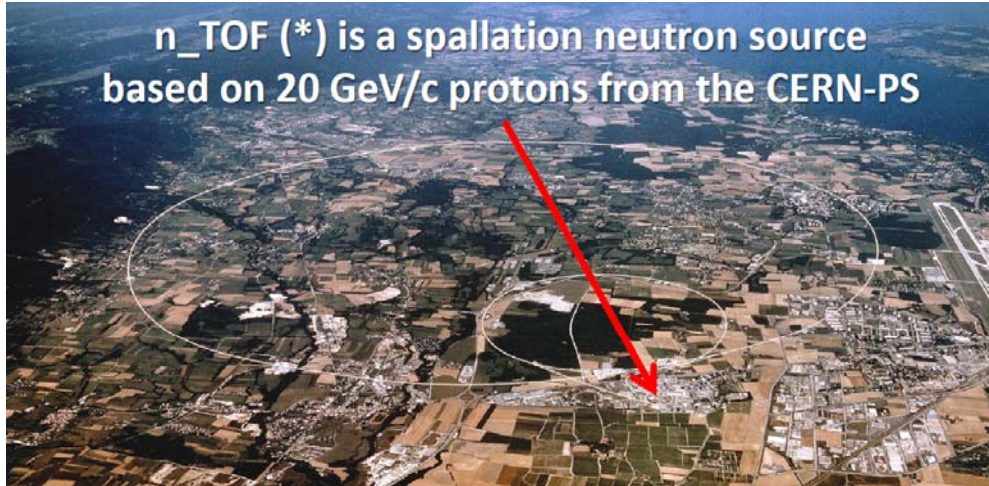 n_TOF (*) is a spallation neutron source
based on 20 GeV/c protons from the CERN-PS